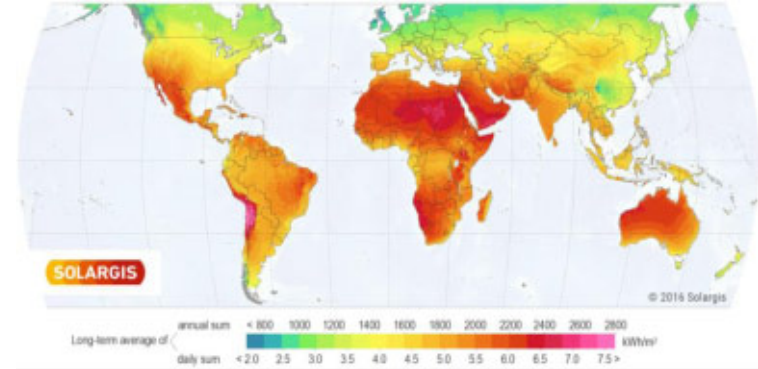 SOLARGIS
© 2016 Solargis
annual sum < 800 1000 1200 1400 1600 1800 2000 2200 2400 2600 2800
Long-term average of kWh/m²
daily sum < 2.0 2.5 3.0 3.5 4.0 4.5 5.0 5.5 6.0 6.5 7.0 7.5 >